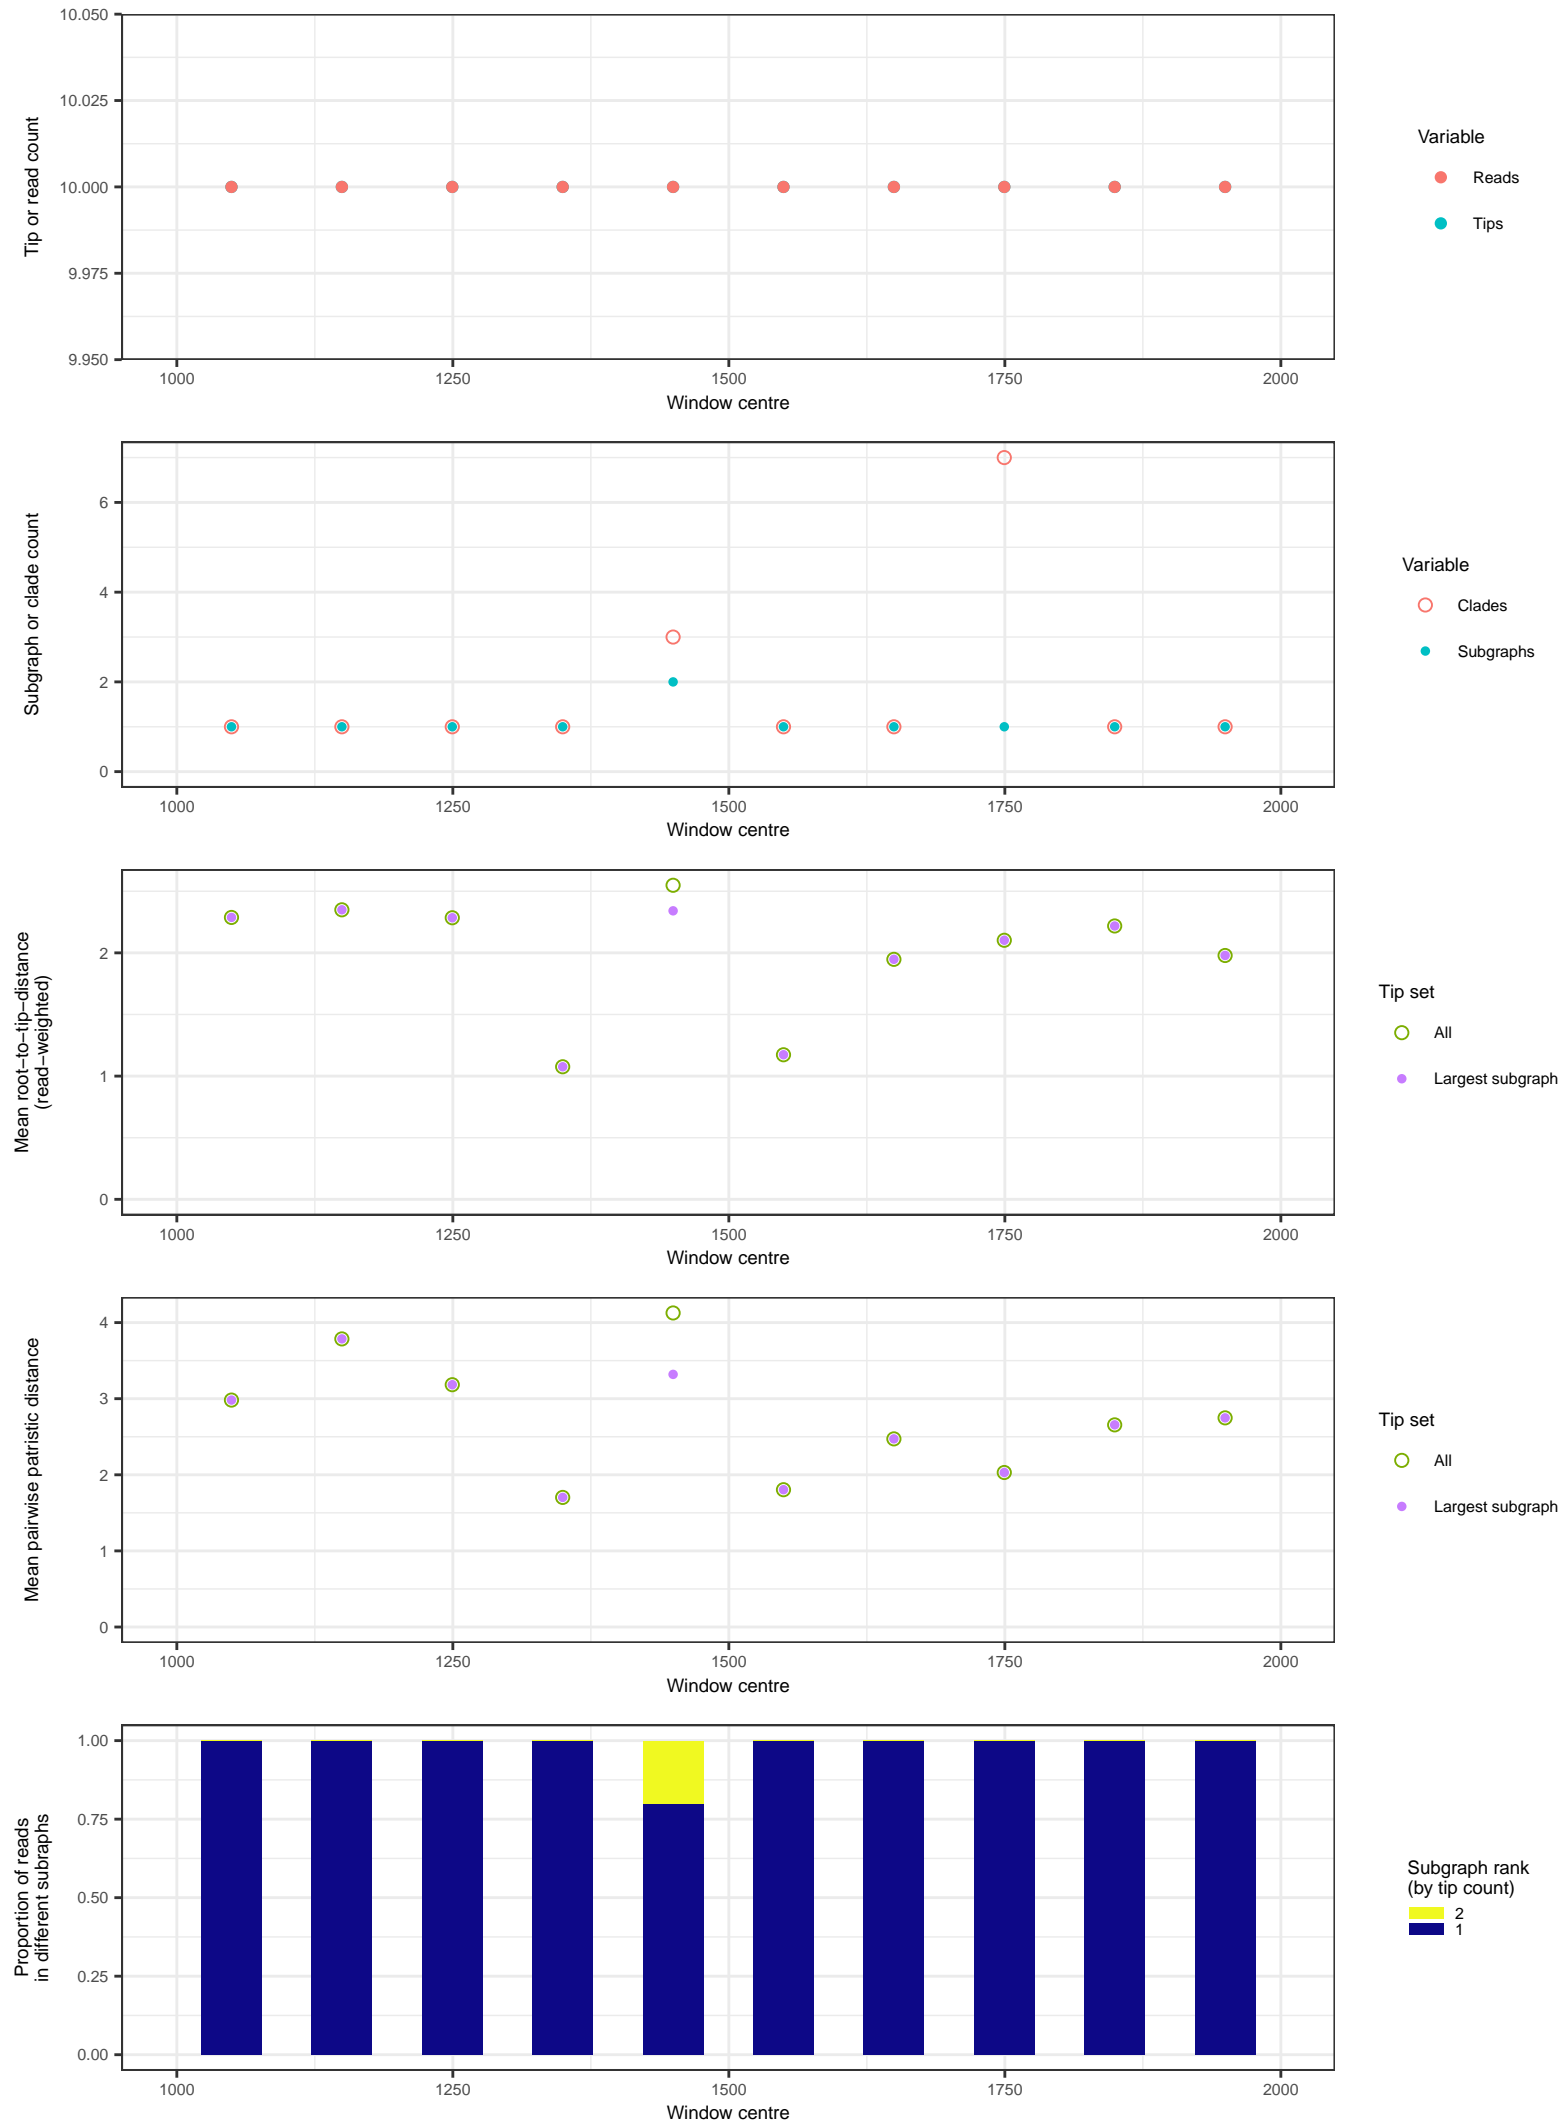 10.050
10.025
10.000
9.975
9.950
Tip or read count
1000 1250 1500 1750 2000
Window centre
Variable
Reads
Tips
6
4
2
0
Subgraph or clade count
1000 1250 1500 1750 2000
Window centre
Variable
Clades
Subgraphs
2
1
0
Mean root−to−tip−distance
(read−weighted)
1000 1250 1500 1750 2000
Window centre
Tip set
All
Largest subgraph
4
3
2
1
0
Mean pairwise patristic distance
1000 1250 1500 1750 2000
Window centre
Tip set
All
Largest subgraph
1.00
0.75
0.50
0.25
0.00
Proportion of reads
in different subraphs
1000 1250 1500 1750 2000
Window centre
Subgraph rank
(by tip count)
2
1